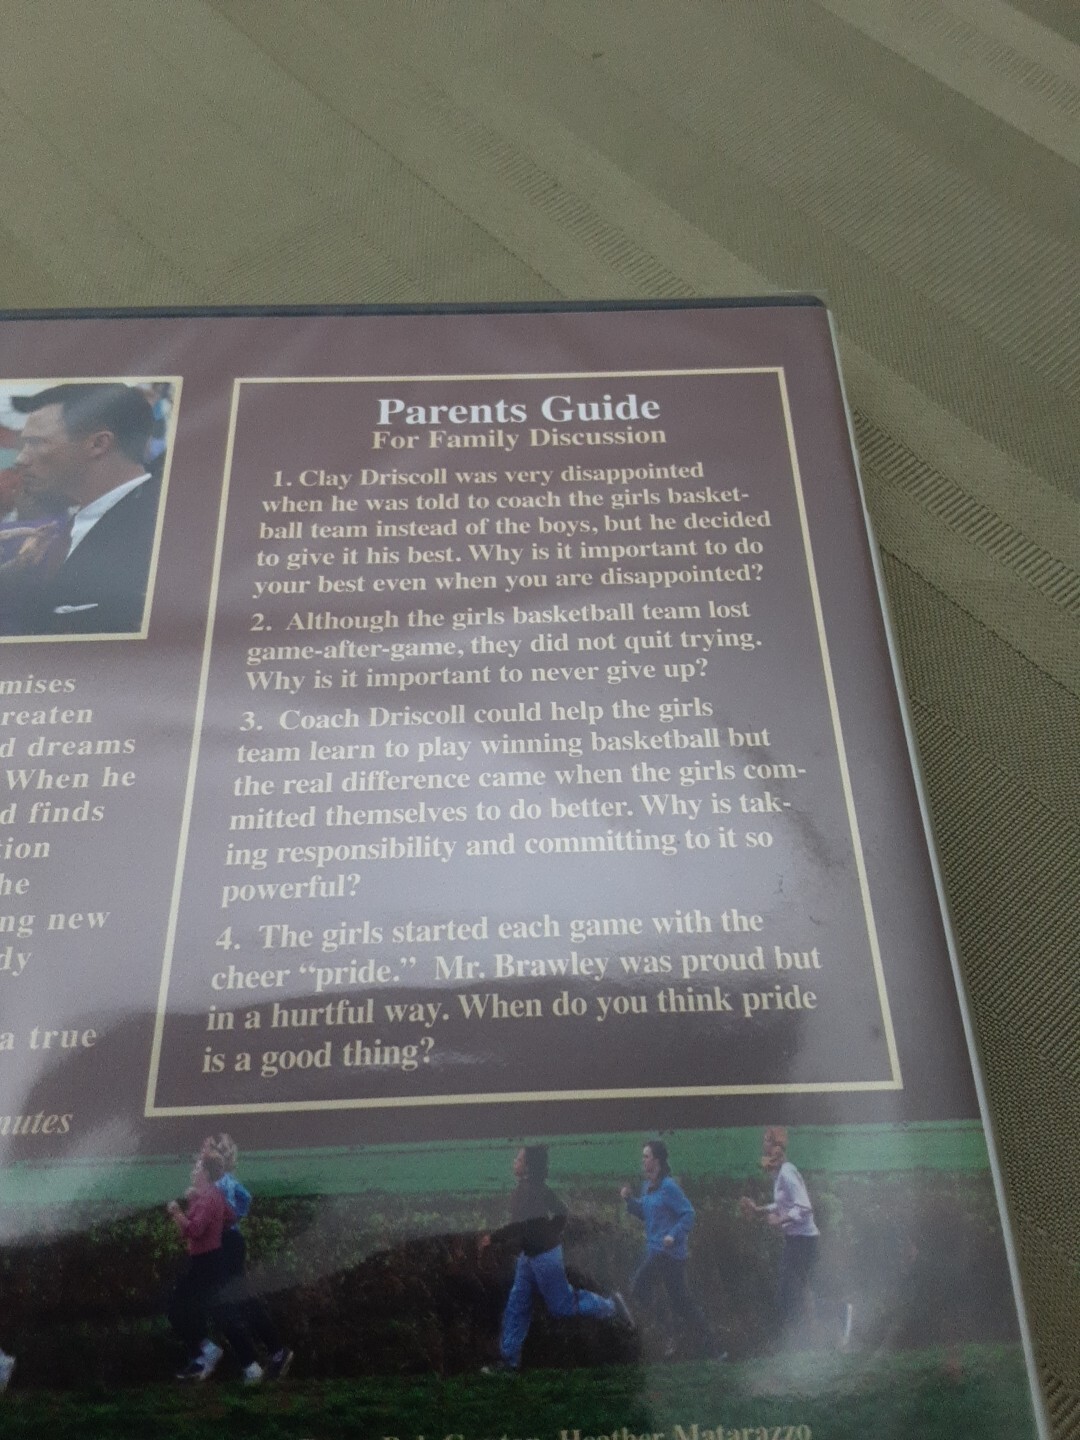 Parents Guide
For Family Discussion
1. Clay Driscoll was very disappointed
when he was told to coach the girls basket-
ball team instead of the boys, but he decided
to give it his best. Why is it important to do
your best even when you are disappointed?
2. Although the girls basketball team lost
game-after-game, they did not quit trying.
Why is it important to never give up?
3. Coach Driscoll could help the girls
team learn to play winning basketball but
the real difference came when the girls com-
mitted themselves to do better. Why is tak-
ing responsibility and committing to it so
powerful?
4. The girls started each game with the
cheer “pride.” Mr. Brawley was proud but
in a hurtful way. When do you think pride
is a good thing?
mises
reaten
d dreams
When he
d finds
ion
he
ng new
dy
a true
nutes
Heather Matarazzo